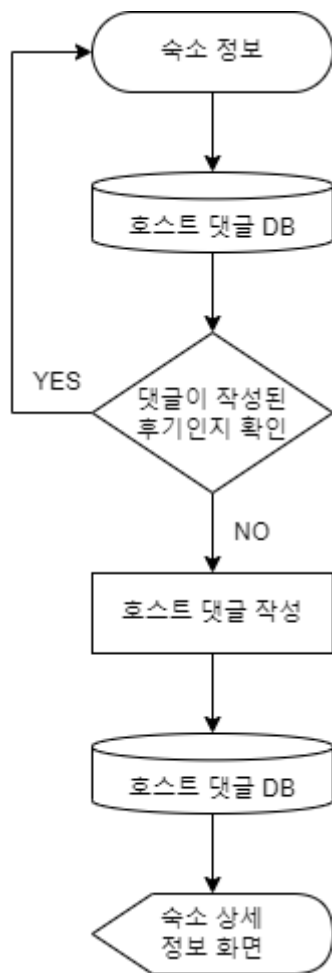 숙소 정보
호스트 댓글 DB
댓글이 작성된
후기인지 확인
YES
NO
호스트 댓글 작성
호스트 댓글 DB
숙소 상세
정보 화면